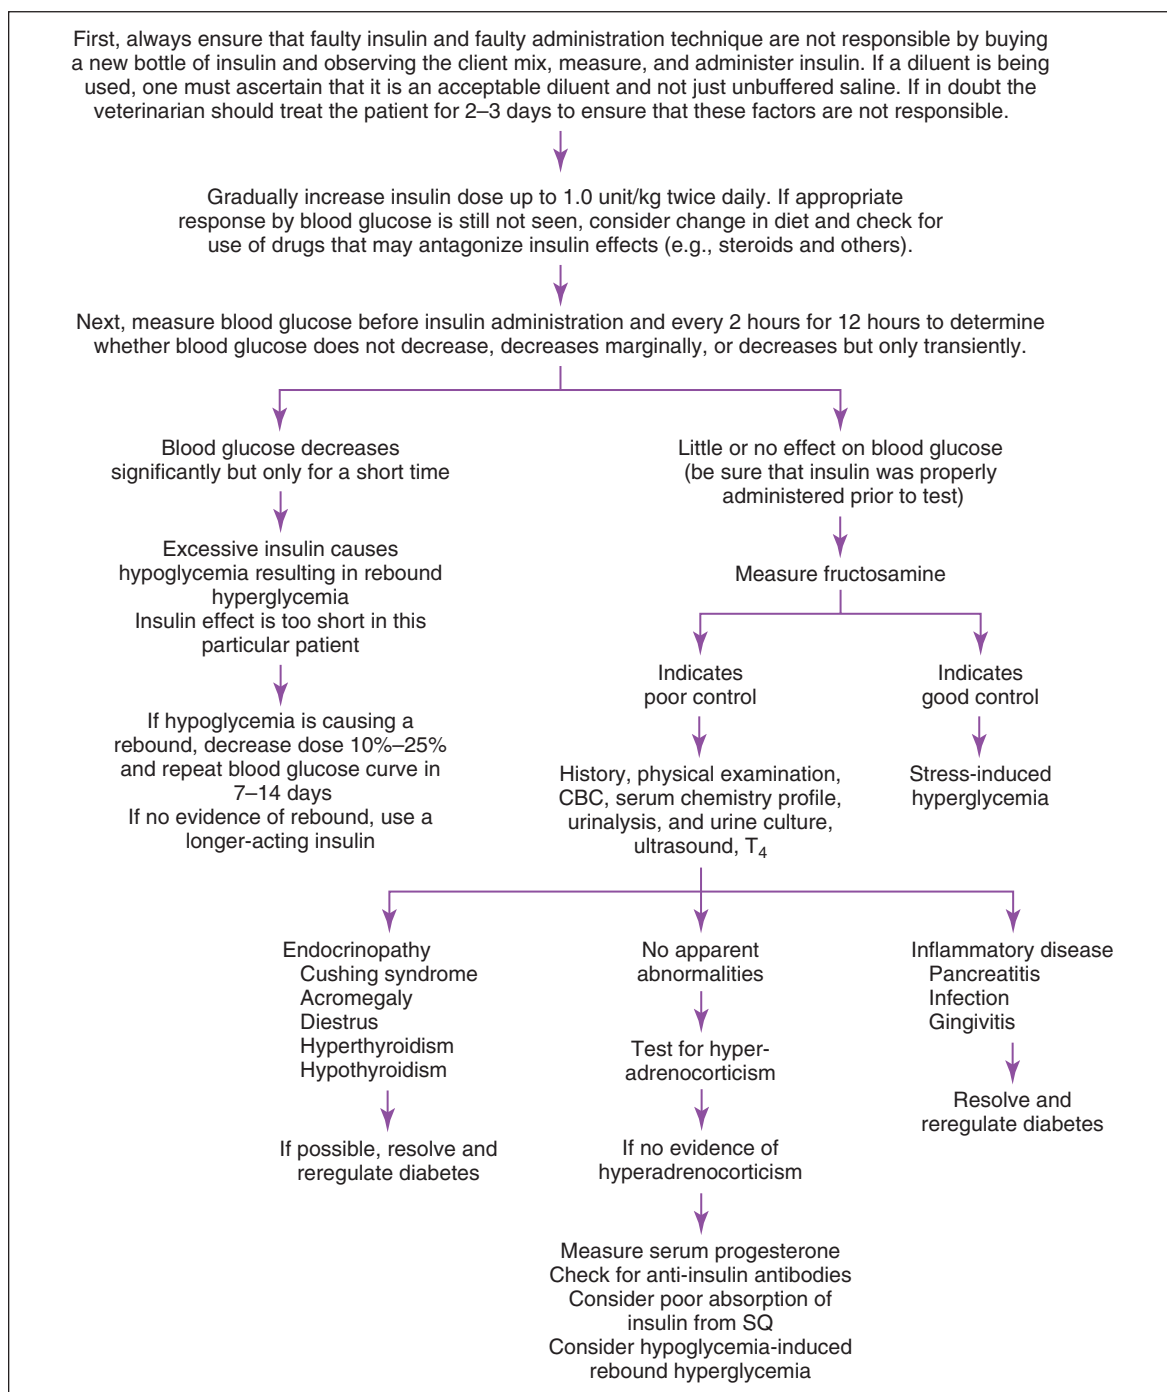 First, always ensure that faulty insulin and faulty administration technique are not responsible by buying
a new bottle of insulin and observing the client mix, measure, and administer insulin. If a diluent is being
used, one must ascertain that it is an acceptable diluent and not just unbuffered saline. If in doubt the
veterinarian should treat the patient for 2–3 days to ensure that these factors are not responsible.
Gradually increase insulin dose up to 1.0 unit/kg twice daily. If appropriate
response by blood glucose is still not seen, consider change in diet and check for
use of drugs that may antagonize insulin effects (e.g., steroids and others).
Next, measure blood glucose before insulin administration and every 2 hours for 12 hours to determine
whether blood glucose does not decrease, decreases marginally, or decreases but only transiently.
Blood glucose decreases
significantly but only for a short time
Excessive insulin causes
hypoglycemia resulting in rebound
hyperglycemia
Insulin effect is too short in this
particular patient
If hypoglycemia is causing a
rebound, decrease dose 10%–25%
and repeat blood glucose curve in
7–14 days
If no evidence of rebound, use a
longer-acting insulin
Little or no effect on blood glucose
(be sure that insulin was properly
administered prior to test)
Measure fructosamine
Indicates
poor control
Indicates
good control
History, physical examination,
CBC, serum chemistry profile,
urinalysis, and urine culture,
ultrasound, T4
Stress-induced
hyperglycemia
Endocrinopathy
Cushing syndrome
Acromegaly
Diestrus
Hyperthyroidism
Hypothyroidism
If possible, resolve and
reregulate diabetes
No apparent
abnormalities
Test for hyper-
adrenocorticism
If no evidence of
hyperadrenocorticism
Measure serum progesterone
Check for anti-insulin antibodies
Consider poor absorption of
insulin from SQ
Consider hypoglycemia-induced
rebound hyperglycemia
Inflammatory disease
Pancreatitis
Infection
Gingivitis
Resolve and
reregulate diabetes